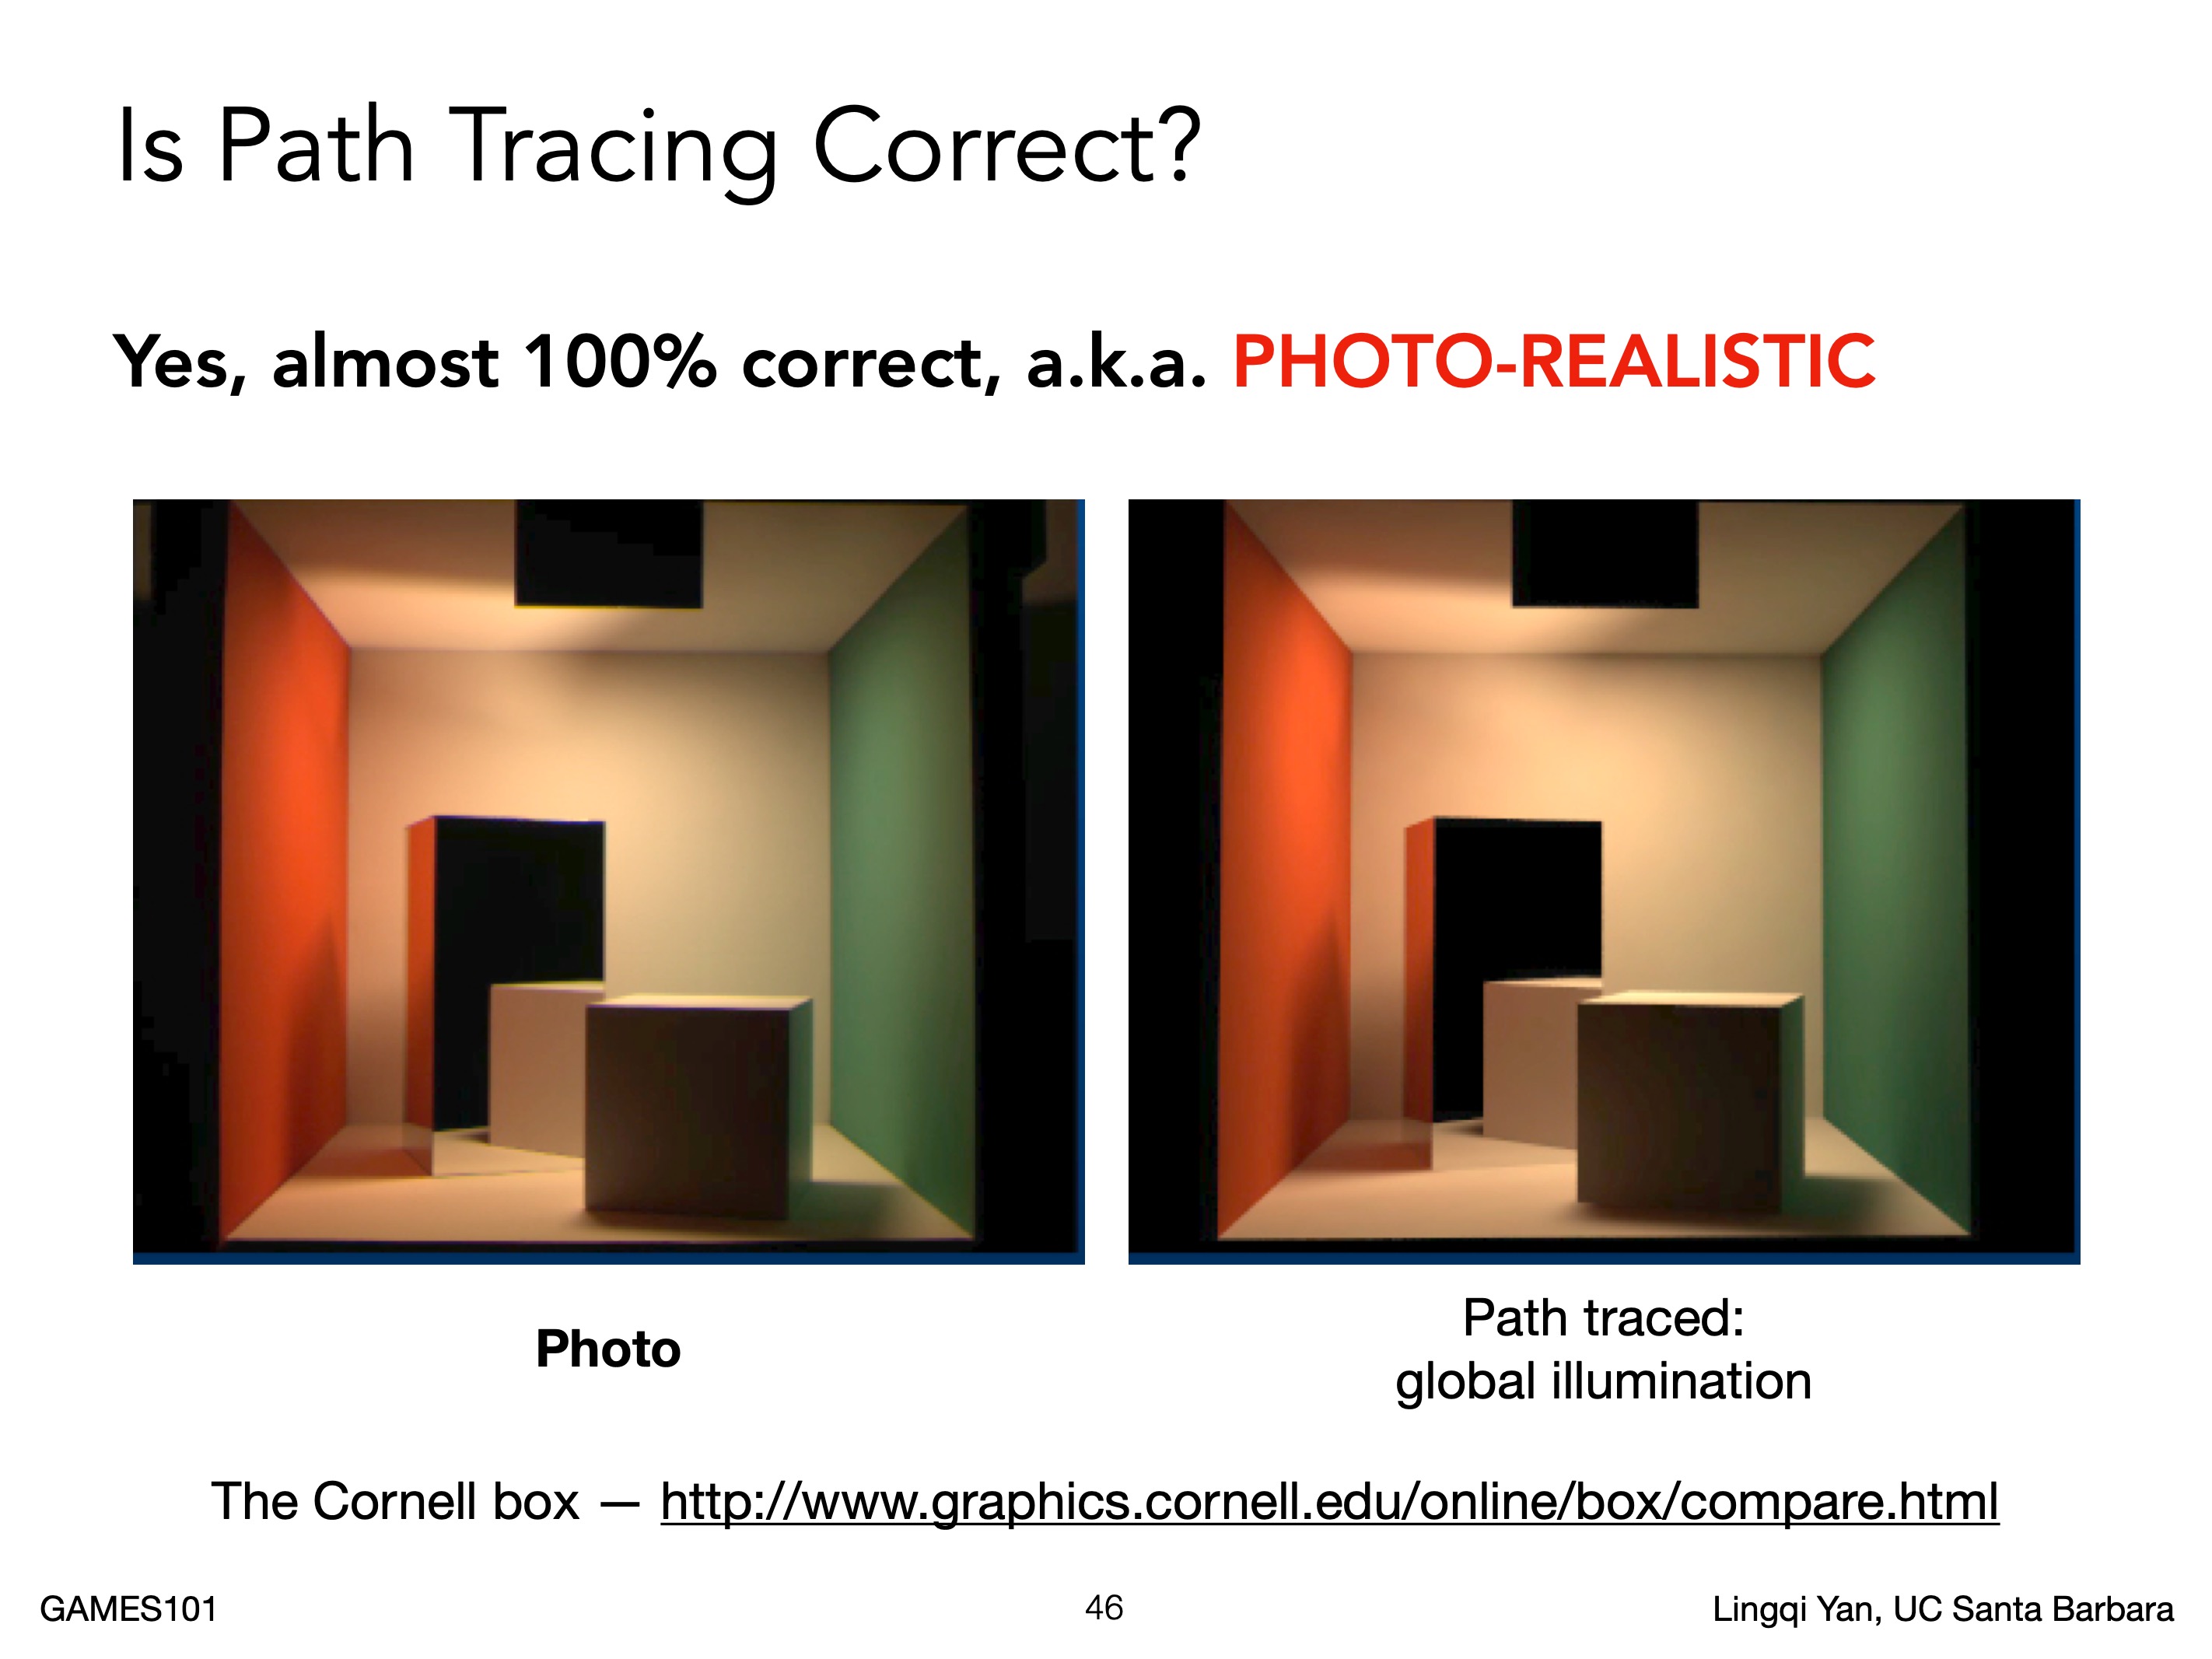 Is Path Tracing Correct?
Yes, almost 100% correct, a.k.a. PHOTO-REALISTIC
Photo
Path traced:
global illumination
The Cornell box — http://www.graphics.cornell.edu/online/box/compare.html
GAMES101
46
Lingqi Yan, UC Santa Barbara